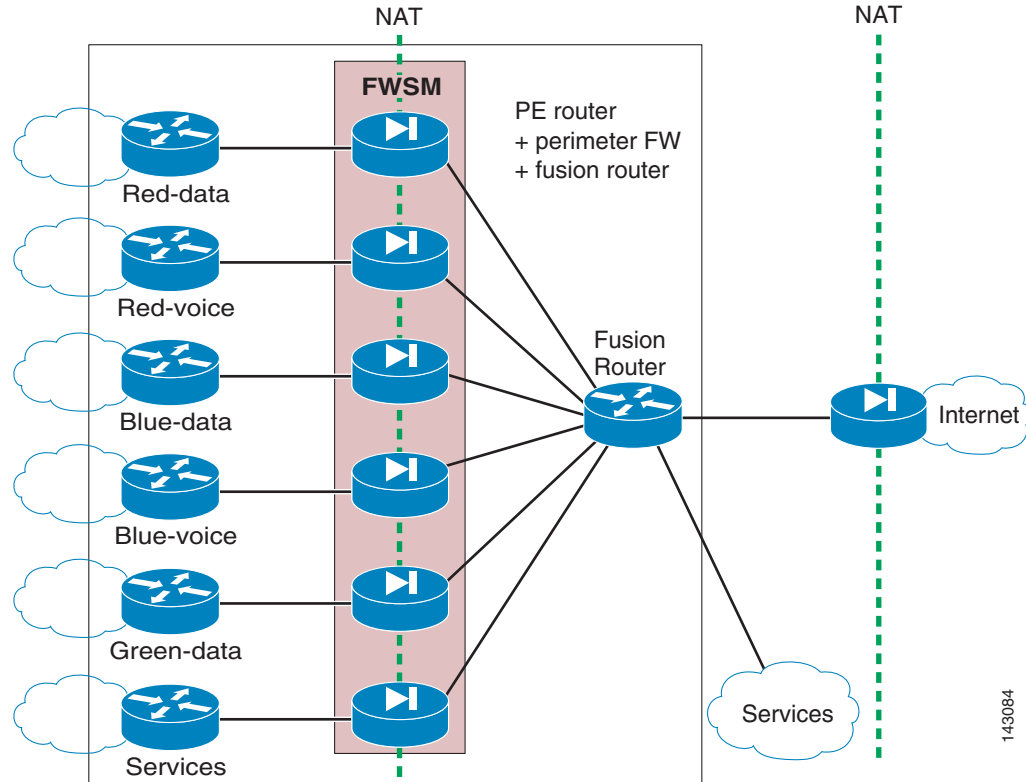 NAT
NAT
FWSM
PE router
+ perimeter FW
+ fusion router
Red-data
Red-voice
Fusion
Router
Blue-data
Internet
Blue-voice
Green-data
Services
Services
143084